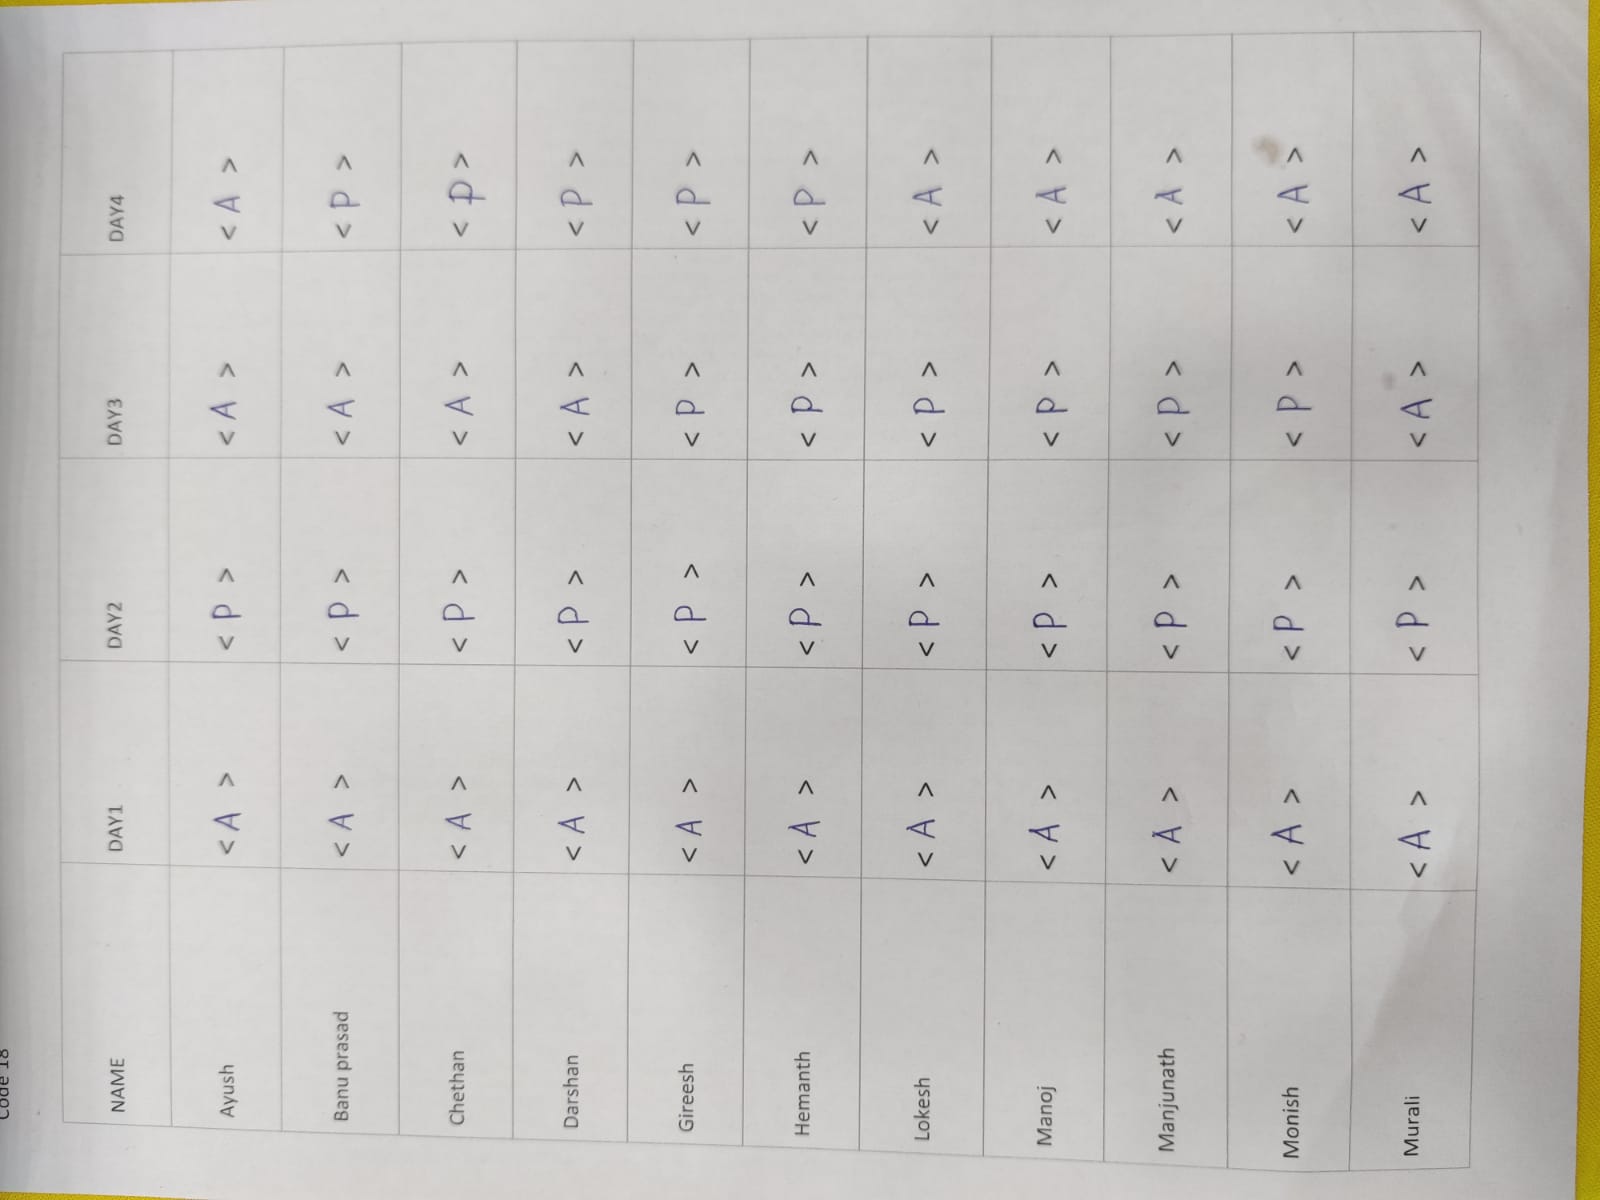 Code 18
NAME DAY1 DAY2 DAY3 DAY4
Ayush < A > < P > < A > < A >
Banu prasad < A > < P > < A > < P >
Chethan < A > < P > < A > < P >
Darshan < A > < P > < A > < P >
Gireesh < A > < P > < P > < P >
Hemanth < A > < P > < P > < P >
Lokesh < A > < P > < P > < A >
Manoj < A > < P > < P > < A >
Manjunath < A > < P > < P > < A >
Monish < A > < P > < P > < A >
Murali < A > < P > < A > < A >